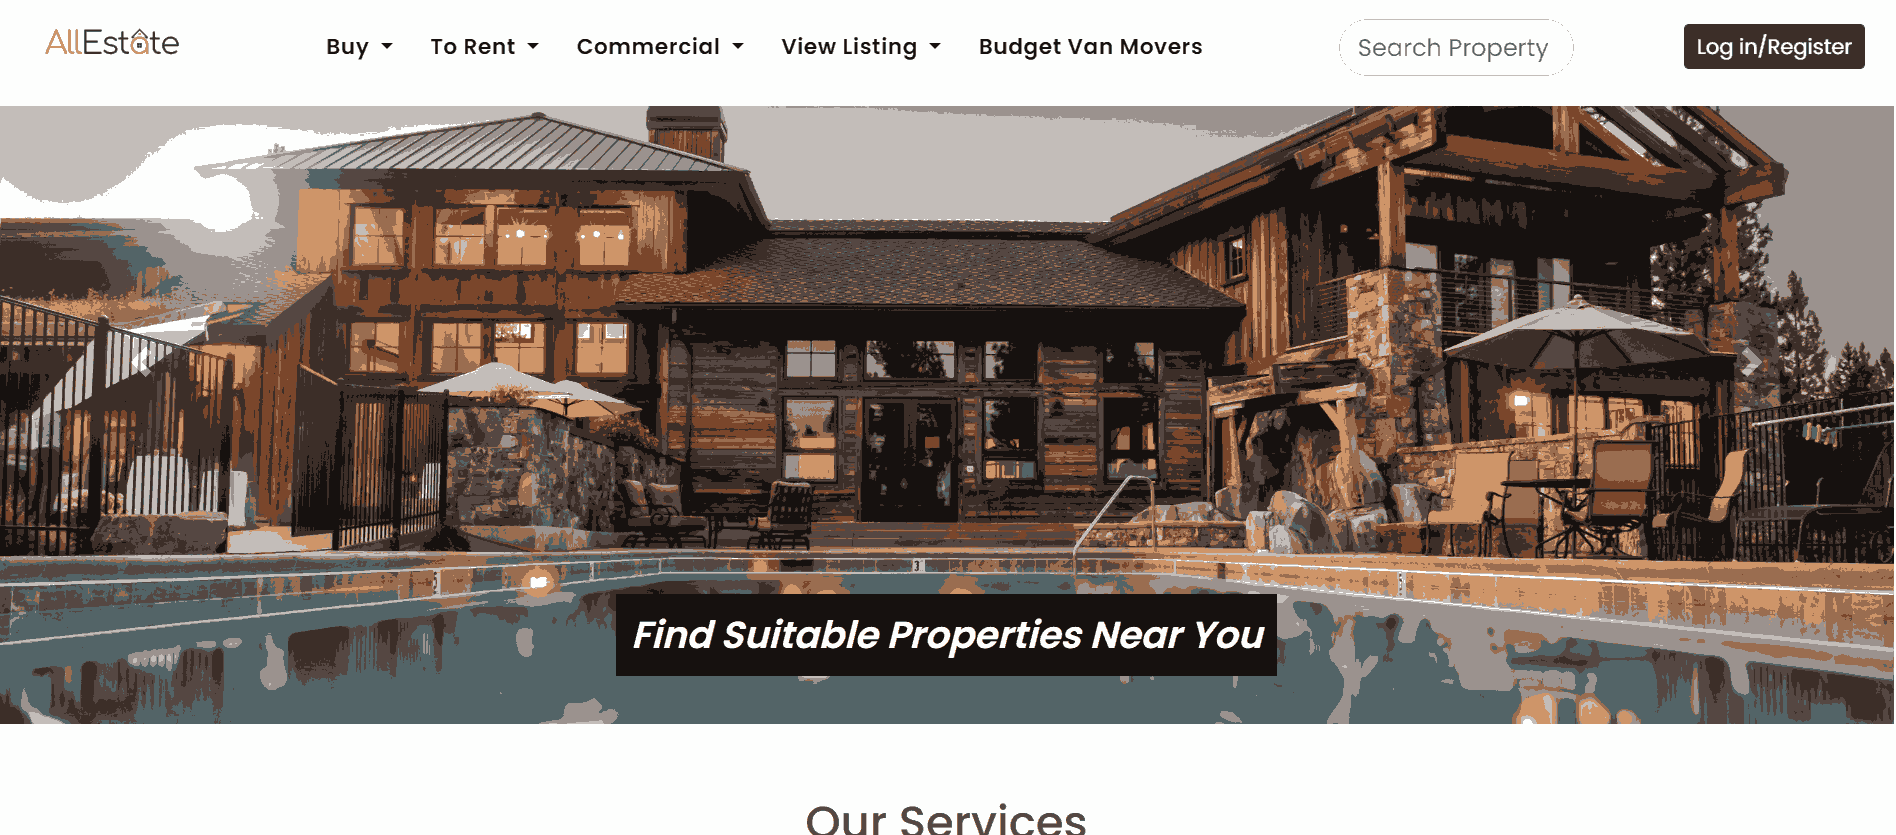 AllEstate
Buy
To Rent
Commercial
View Listing
Budget Van Movers
Search Property
Log in/Register
Find Suitable Properties Near You
Our Services